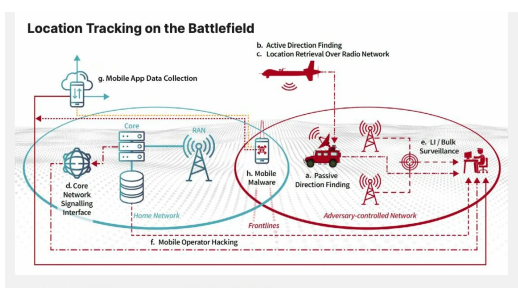 Location Tracking on the Battlefield
b. Active Direction Finding
c. Location Retrieval Over Radio Network
g. Mobile App Data Collection
Core
RAN
e. LI / Bulk
Surveillance
d. Core
Network
Signalling
Interface
h. Mobile
Malware
a. Passive
Direction Finding
Home Network
Frontlines
Adversary-controlled Network
f. Mobile Operator Hacking